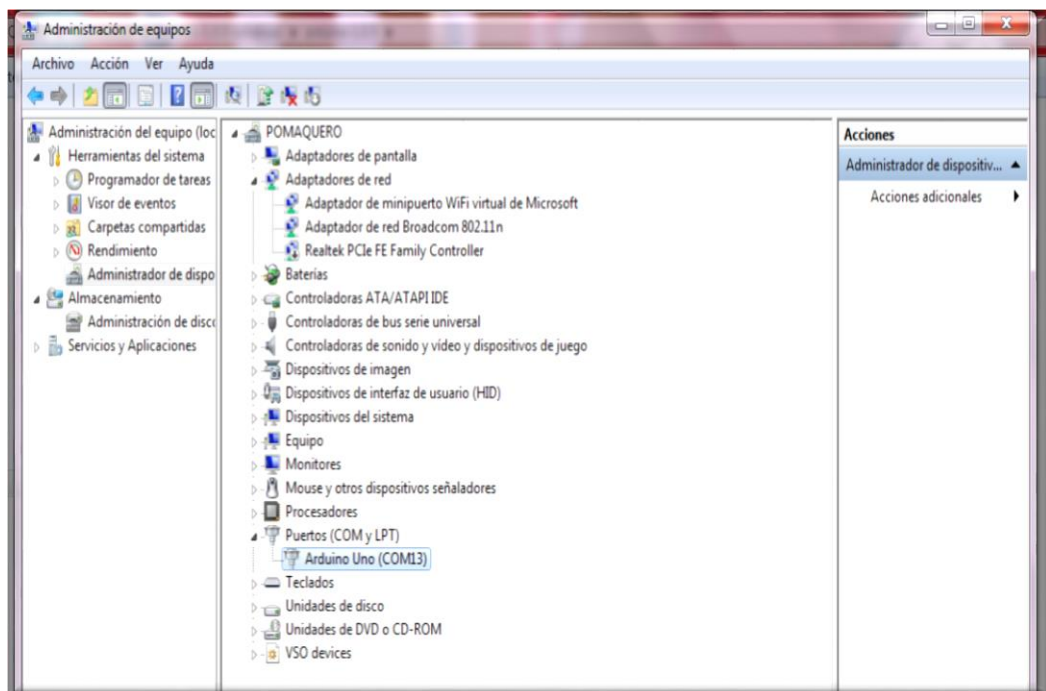 Administración de equipos
Archivo Acción Ver Ayuda
Administración del equipo (loc
Herramientas del sistema
Programador de tareas
Visor de eventos
Carpetas compartidas
Rendimiento
Administrador de dispo
Almacenamiento
Administración de disco
Servicios y Aplicaciones
POMAQUERO
Adaptadores de pantalla
Adaptadores de red
Adaptador de minipuerto WiFi virtual de Microsoft
Adaptador de red Broadcom 802.11n
Realtek PCIe FE Family Controller
Baterías
Controladoras ATA/ATAPI IDE
Controladoras de bus serie universal
Controladoras de sonido y vídeo y dispositivos de juego
Dispositivos de imagen
Dispositivos de interfaz de usuario (HID)
Dispositivos del sistema
Equipo
Monitores
Mouse y otros dispositivos señaladores
Procesadores
Puertos (COM y LPT)
Arduino Uno (COM13)
Teclados
Unidades de disco
Unidades de DVD o CD-ROM
VSO devices
Acciones
Administrador de dispositiv...
Acciones adicionales